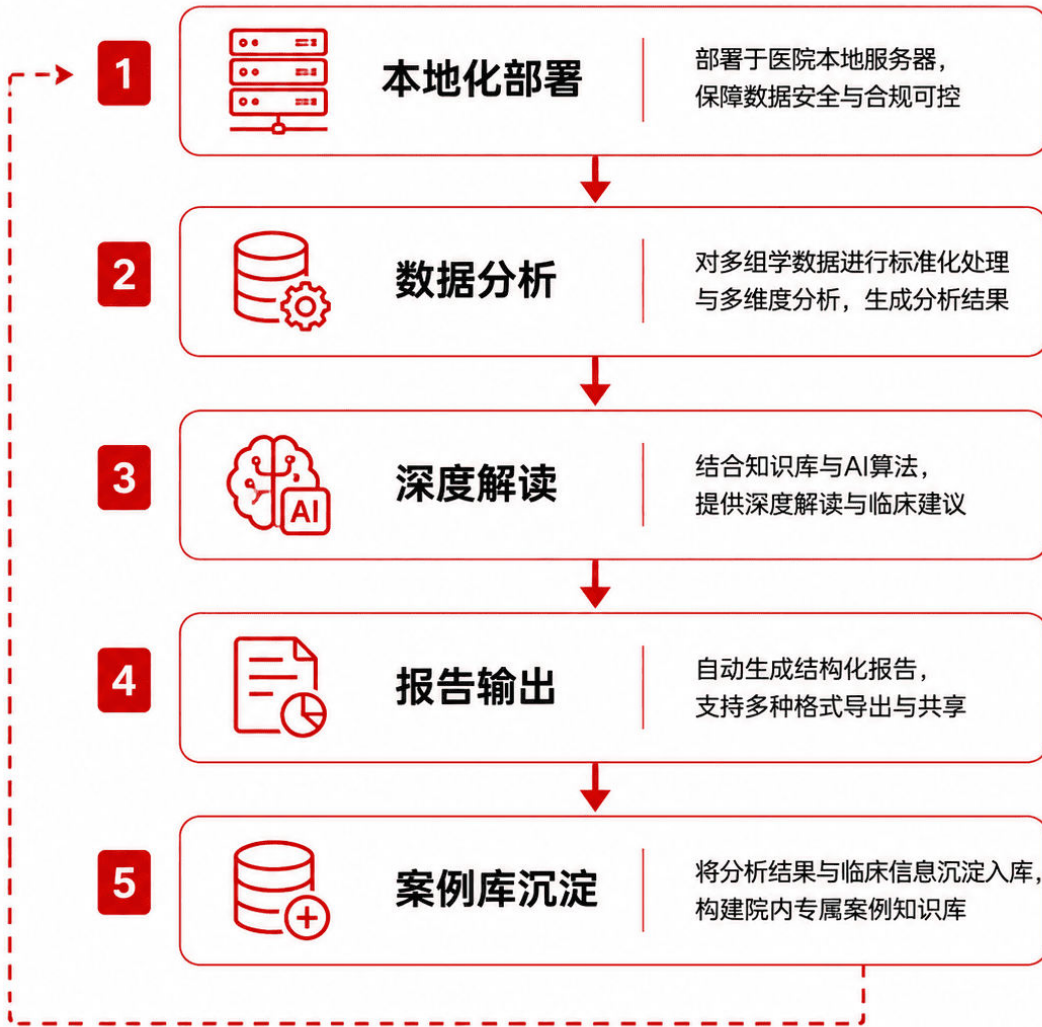 1
本地化部署
部署于医院本地服务器，
保障数据安全与合规可控
2
数据分析
对多组学数据进行标准化处理
与多维度分析，生成分析结果
3
AI
深度解读
结合知识库与AI算法，
提供深度解读与临床建议
4
报告输出
自动生成结构化报告，
支持多种格式导出与共享
5
案例库沉淀
将分析结果与临床信息沉淀入库，
构建院内专属案例知识库